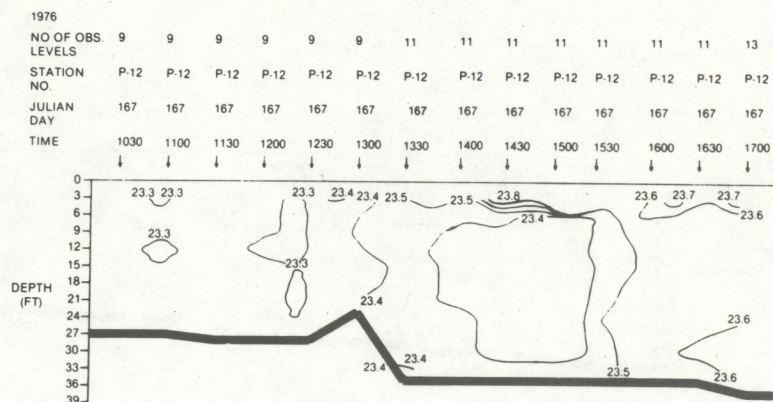 1976
NO OF OBS. LEVELS 9 9 9 9 9 9 11 11 11 11 11 11 11 13
STATION NO. P-12 P-12 P-12 P-12 P-12 P-12 P-12 P-12 P-12 P-12 P-12 P-12 P-12 P-12
JULIAN DAY 167 167 167 167 167 167 167 167 167 167 167 167 167 167
TIME 1030 1100 1130 1200 1230 1300 1330 1400 1430 1500 1530 1600 1630 1700
0
3 23.3 23.3 23.3 23.4 23.4 23.5 23.5 23.8 23.6 23.7 23.7
6 23.4 23.6
9 23.3
12
15 23.3
18
DEPTH (FT)
21 23.4
24 23.6
27
30
33 23.4 23.4
36 23.5 23.6
39